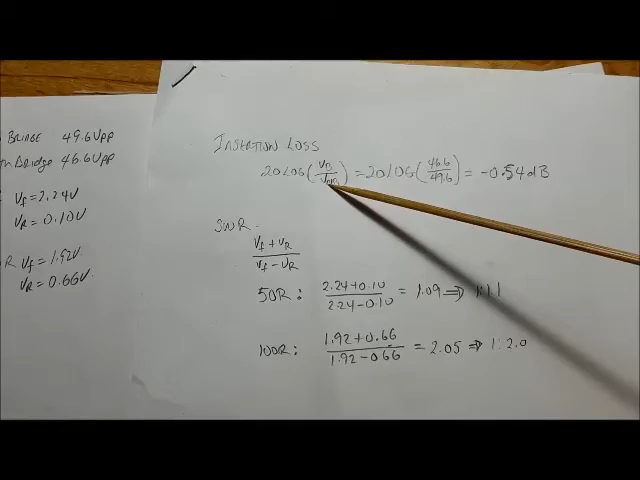 BRIDGE 49.6Vpp
Bridge 46.6Vpp
Vf = 2.24V
VR = 0.10V
R Vf = 1.92V
VR = 0.66V
INSERTION LOSS
20LOG(VB/) = 20LOG(46.6/49.6) = -0.54dB
SWR
Vf + VR / Vf - VR
50R: 2.24+0.10 / 2.24-0.10 = 1.09 ⇒ 1:1.1
100R: 1.92+0.66 / 1.92-0.66 = 2.05 ⇒ 1:2.0